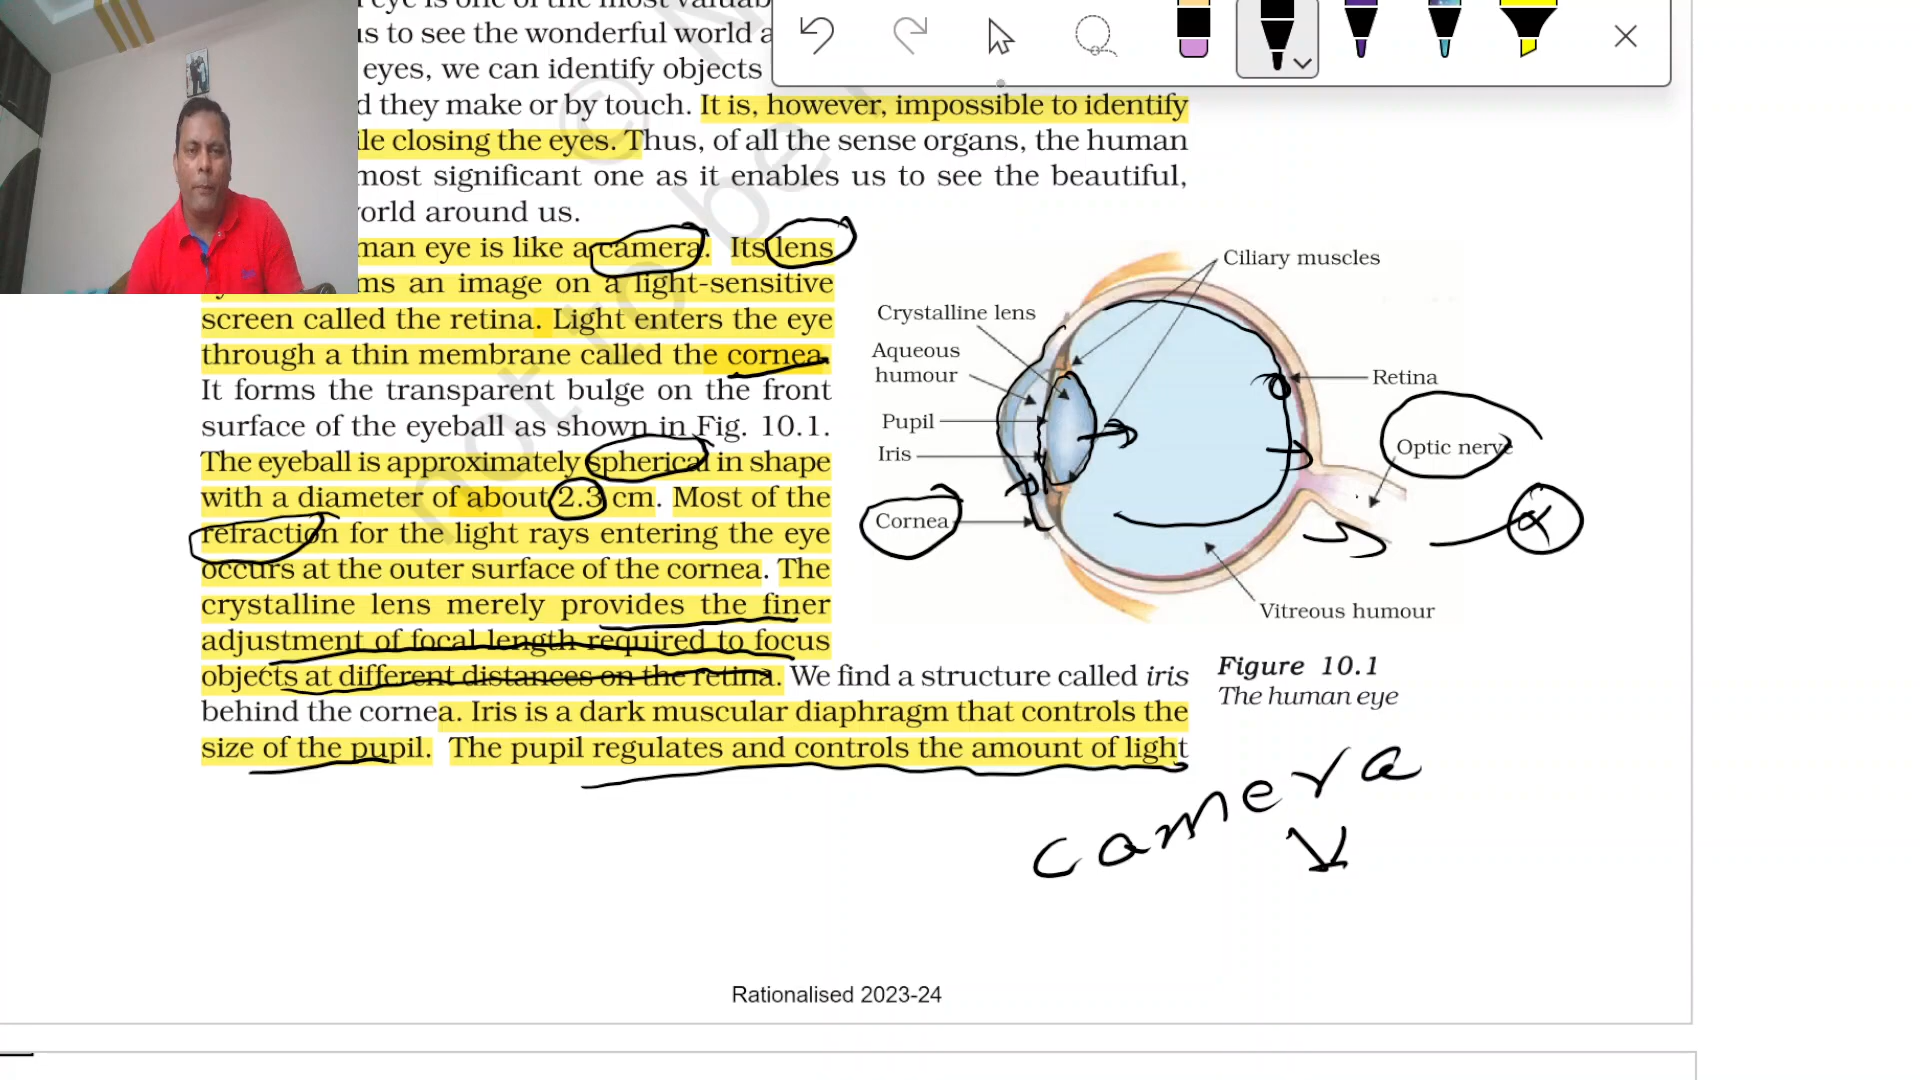 eye is one of the most valuab
us to see the wonderful world a
eyes, we can identify objects
d they make or by touch. It is, however, impossible to identify
ile closing the eyes. Thus, of all the sense organs, the human
most significant one as it enables us to see the beautiful,
orld around us.
man eye is like a camera. Its lens
ms an image on a light-sensitive
screen called the retina. Light enters the eye
through a thin membrane called the cornea.
It forms the transparent bulge on the front
surface of the eyeball as shown in Fig. 10.1.
The eyeball is approximately spherical in shape
with a diameter of about 2.3 cm. Most of the
refraction for the light rays entering the eye
occurs at the outer surface of the cornea. The
crystalline lens merely provides the finer
adjustment of focal length required to focus
objects at different distances on the retina. We find a structure called iris
behind the cornea. Iris is a dark muscular diaphragm that controls the
size of the pupil. The pupil regulates and controls the amount of light
Ciliary muscles
Crystalline lens
Aqueous
humour
Pupil
Iris
Cornea
Retina
Optic nerve
Vitreous humour
Figure 10.1
The human eye
camera
Rationalised 2023-24